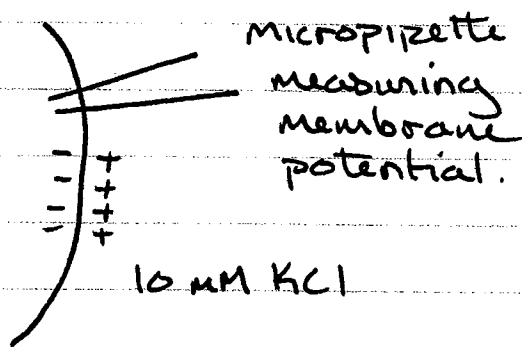 Micropipette
measuring
membrane
potential.
- +
- +
- +
- +
10 mM KCl